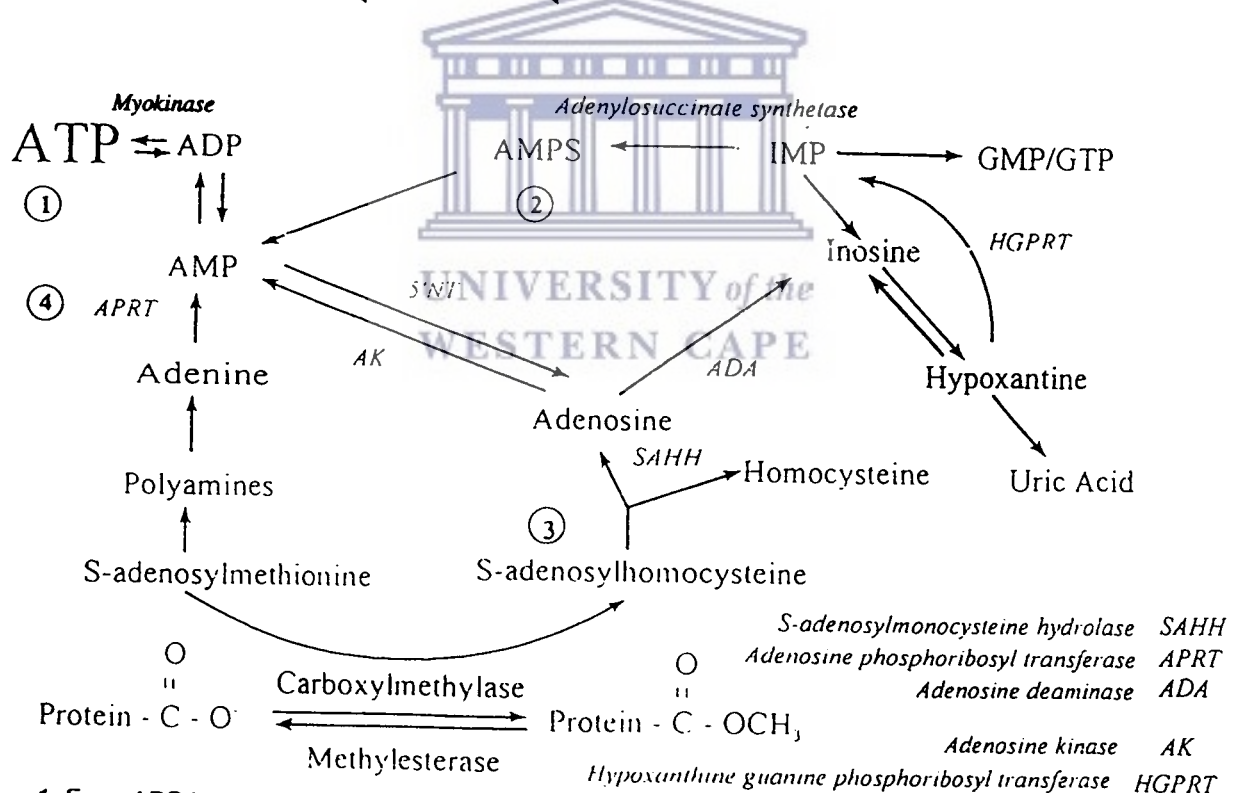 Myokinase
ATP ⇌ ADP
Adenylosuccinate synthetase
AMPS
IMP
GMP/GTP
①
②
Inosine
HGPRT
AMP
5'NT
UNIVERSITY of the
④ APRT
AK
WESTERN CAPE
ADA
Adenine
Hypoxantine
Adenosine
SAHH
Homocysteine
Polyamines
Uric Acid
③
S-adenosylmethionine
S-adenosylhomocysteine
S-adenosylmonocysteine hydrolase SAHH
Adenosine phosphoribosyl transferase APRT
Adenosine deaminase ADA
O
O
Carboxylmethylase
Protein - C - O-
Protein - C - OCH3
Methylesterase
Adenosine kinase AK
Hypoxanthine guanine phosphoribosyl transferase HGPRT